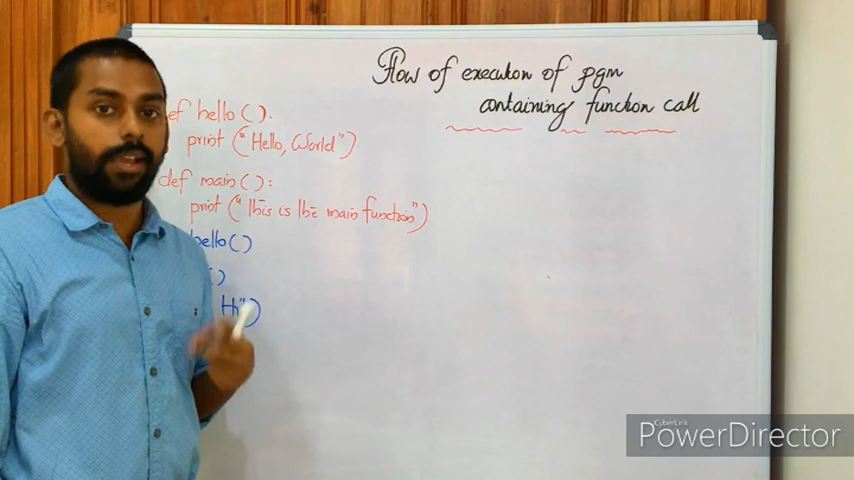 Flow of execution of pgm
containing function call
ef hello().
print ("Hello, World")
def main():
print ("This is the main function")
hello()
()
Hi")
CyberLink
PowerDirector